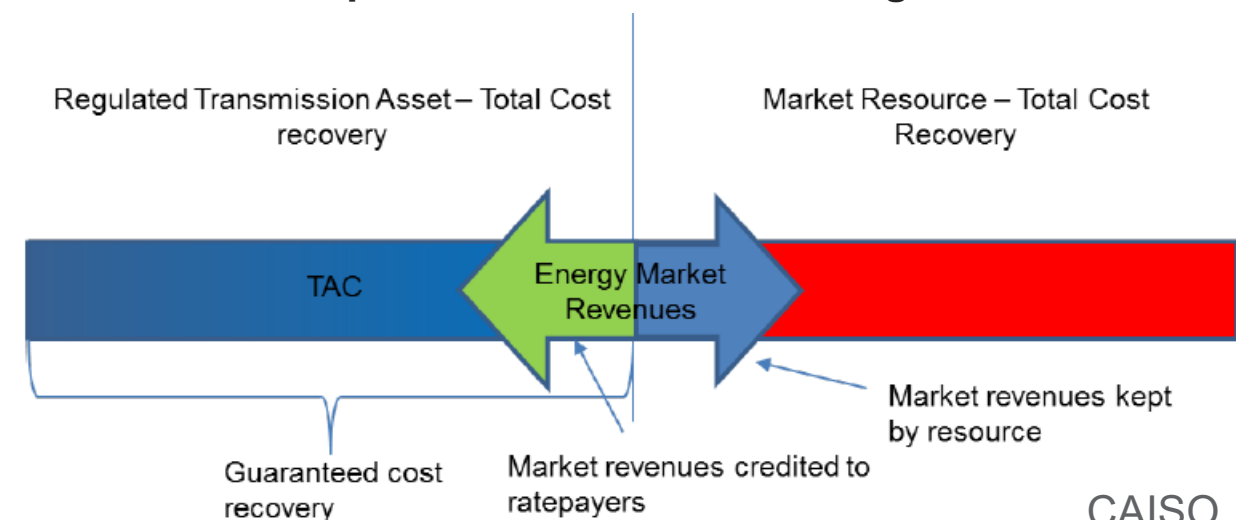 Regulated Transmission Asset – Total Cost
recovery
Market Resource – Total Cost
Recovery
TAC
Energy Market
Revenues
Market revenues kept
by resource
Guaranteed cost
recovery
Market revenues credited to
ratepayers
CAISO